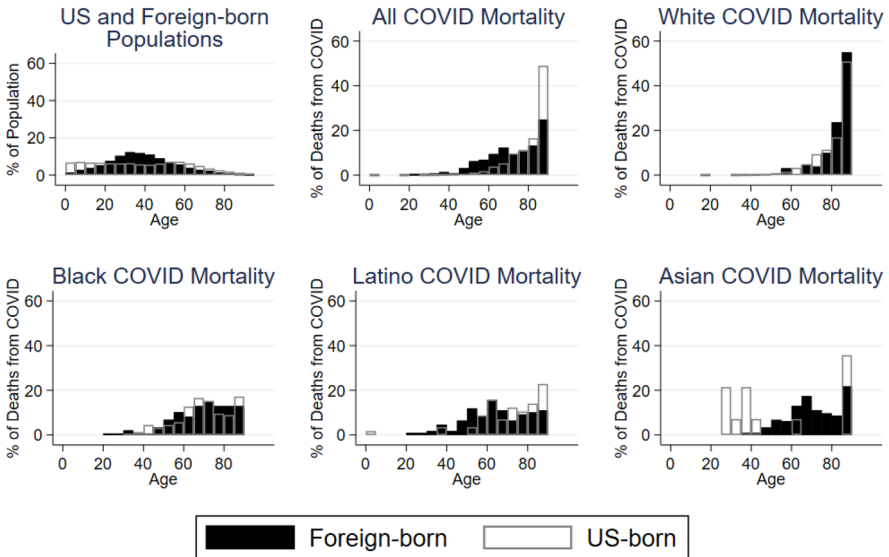 US and Foreign-born
Populations
% of Population
60
40
20
0
0 20 40 60 80
Age
All COVID Mortality
% of Deaths from COVID
60
40
20
0
0 20 40 60 80
Age
White COVID Mortality
% of Deaths from COVID
60
40
20
0
0 20 40 60 80
Age
Black COVID Mortality
% of Deaths from COVID
60
40
20
0
0 20 40 60 80
Age
Latino COVID Mortality
% of Deaths from COVID
60
40
20
0
0 20 40 60 80
Age
Asian COVID Mortality
% of Deaths from COVID
60
40
20
0
0 20 40 60 80
Age
Foreign-born US-born